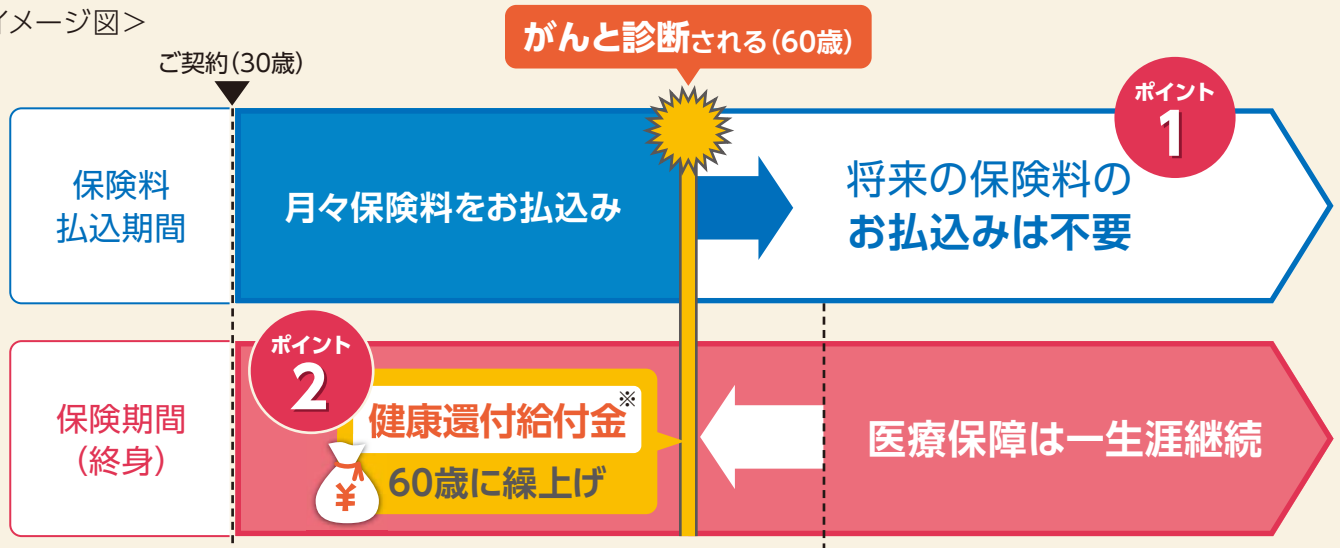 イメージ図＞
ご契約(30歳)
がんと診断される(60歳)
ポイント
1
保険料
払込期間
月々保険料をお払込み
将来の保険料の
お払込みは不要
ポイント
2
保険期間
(終身)
健康還付給付金※
60歳に繰上げ
¥
医療保障は一生涯継続